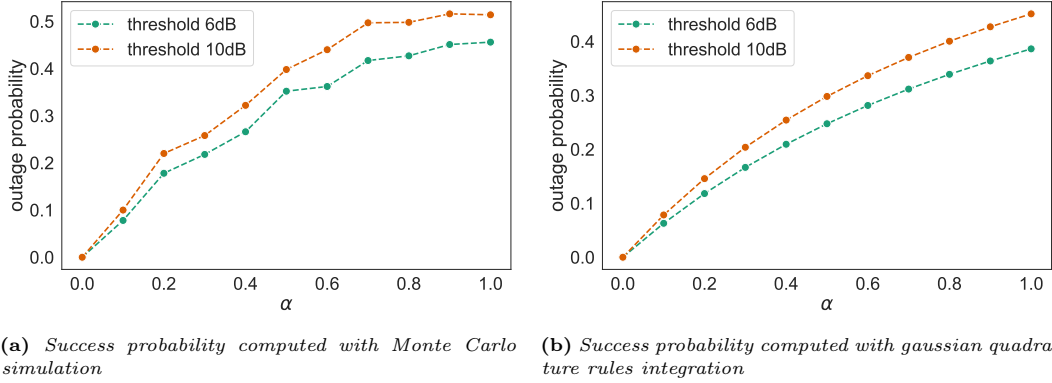 threshold 6dB
threshold 10dB
outage probability
0.5
0.4
0.3
0.2
0.1
0.0
0.0 0.2 0.4 0.6 0.8 1.0
α
(a) Success probability computed with Monte Carlo
simulation
threshold 6dB
threshold 10dB
outage probability
0.4
0.3
0.2
0.1
0.0
0.0 0.2 0.4 0.6 0.8 1.0
α
(b) Success probability computed with gaussian quadra
ture rules integration